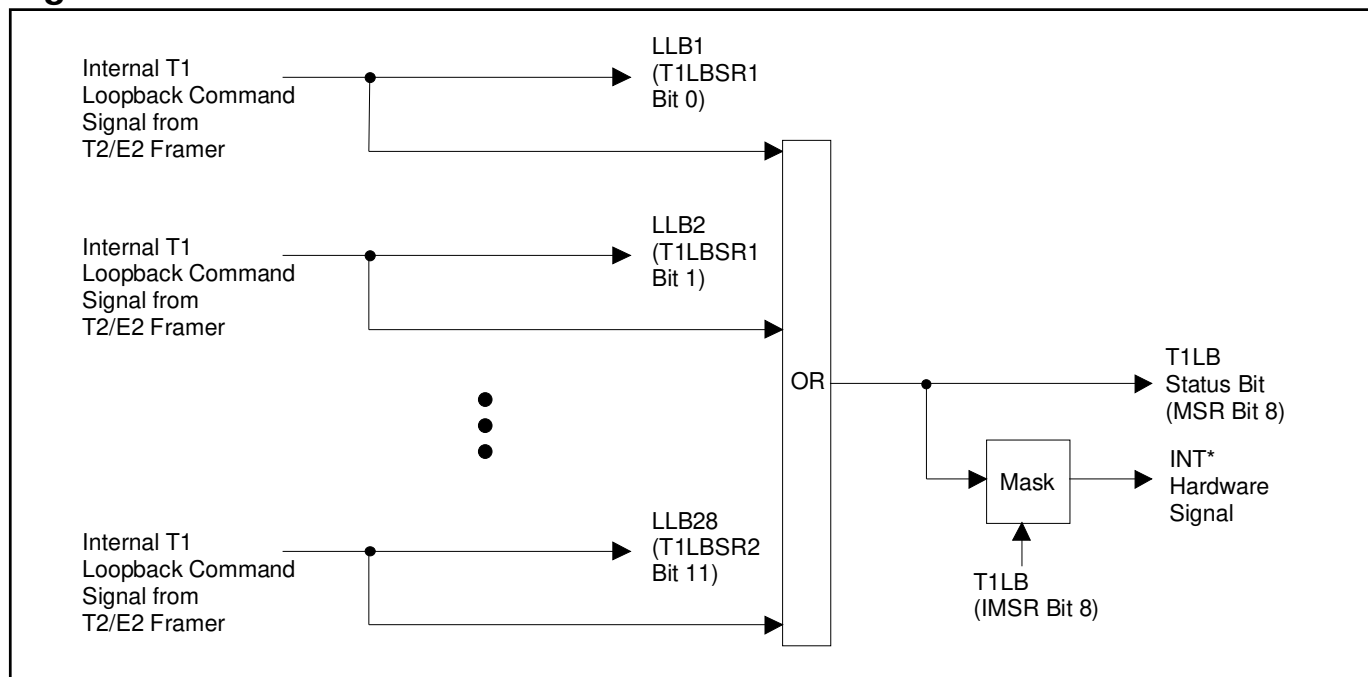 Internal T1
Loopback Command
Signal from
T2/E2 Framer
LLB1
(T1LBSR1
Bit 0)
Internal T1
Loopback Command
Signal from
T2/E2 Framer
LLB2
(T1LBSR1
Bit 1)
OR
T1LB
Status Bit
(MSR Bit 8)
Mask
INT*
Hardware
Signal
T1LB
(IMSR Bit 8)
Internal T1
Loopback Command
Signal from
T2/E2 Framer
LLB28
(T1LBSR2
Bit 11)